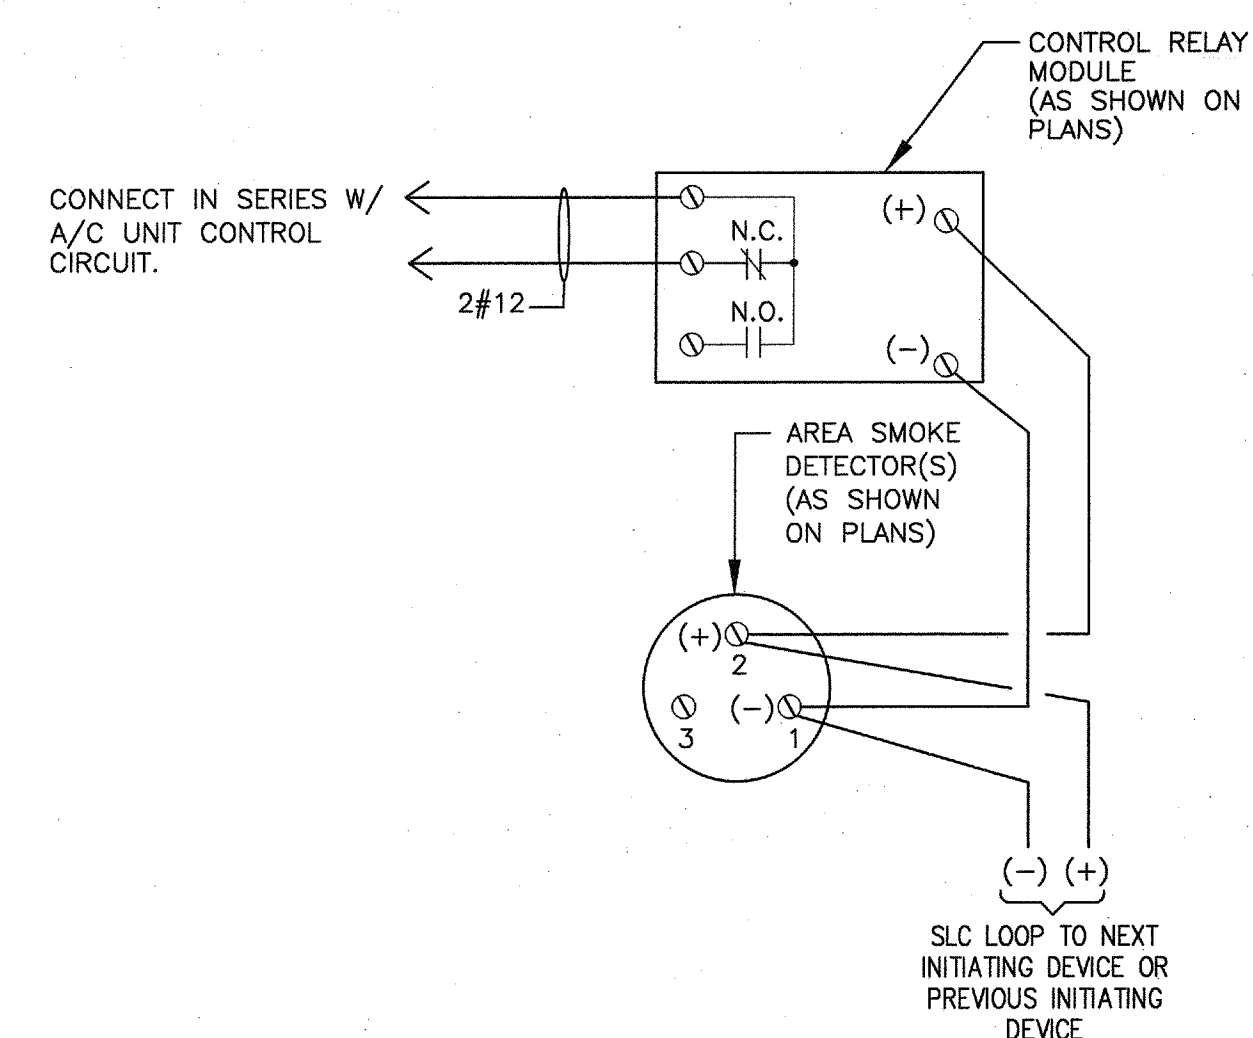 CONTROL RELAY
MODULE
(AS SHOWN ON
PLANS)
CONNECT IN SERIES W/
A/C UNIT CONTROL
CIRCUIT.
2#12
N.C.
N.O.
(+)
(-)
AREA SMOKE
DETECTOR(S)
(AS SHOWN
ON PLANS)
(+)
2
(-)
3
1
(-) (+)
SLC LOOP TO NEXT
INITIATING DEVICE OR
PREVIOUS INITIATING
DEVICE